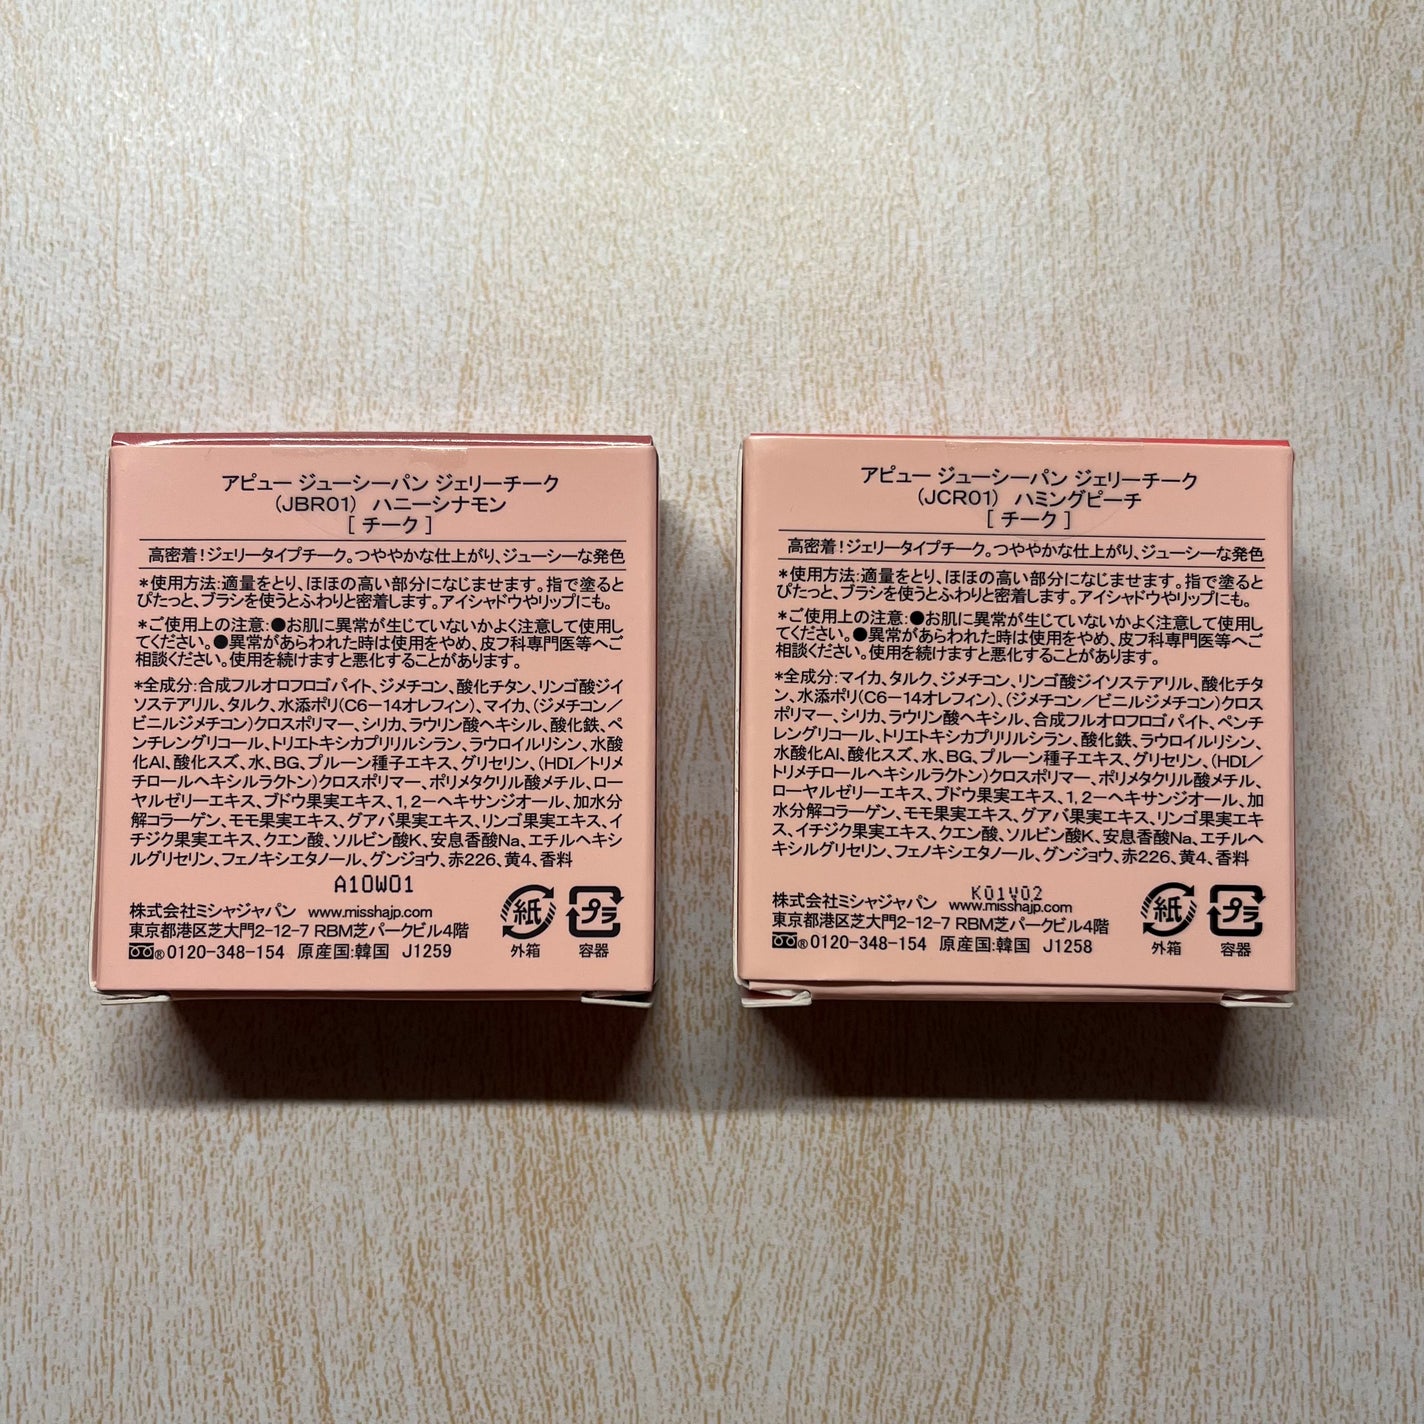 アピュー ジューシーパン ジェリーチーク
(JBR01) ハニーシナモン
[ チーク ]
高密着!ジェリータイプチーク。つややかな仕上がり、ジューシーな発色
*使用方法:適量をとり、ほほの高い部分になじませます。指で塗ると
ぴたっと、ブラシを使うとふわりと密着します。アイシャドウやリップにも。
*ご使用上の注意:●お肌に異常が生じていないかよく注意して使用し
てください。●異常があらわれた時は使用をやめ、皮フ科専門医等へご
相談ください。使用を続けますと悪化することがあります。
*全成分:合成フルオロフロゴパイト、ジメチコン、酸化チタン、リンゴ酸ジイ
ソステアリル、タルク、水添ポリ(C6-14オレフィン)、マイカ、(ジメチコン/
ビニルジメチコン)クロスポリマー、シリカ、ラウリン酸ヘキシル、酸化鉄、ペ
ンチレングリコール、トリエトキシカプリリルシラン、ラウロイルリシン、水酸
化Al、酸化スズ、水、BG、プルーン種子エキス、グリセリン、(HDI/トリメ
チロールヘキシルラクトン)クロスポリマー、ポリメタクリル酸メチル、ロー
ヤルゼリーエキス、ブドウ果実エキス、1,2-ヘキサンジオール、加水分
解コラーゲン、モモ果実エキス、グアバ果実エキス、リンゴ果実エキス、イ
チジク果実エキス、クエン酸、ソルビン酸K、安息香酸Na、エチルヘキシ
ルグリセリン、フェノキシエタノール、グンジョウ、赤226、黄4、香料
A10W01
株式会社ミシャジャパン www.misshajp.com
東京都港区芝大門2-12-7 RBM芝パークビル4階
®0120-348-154 原産国:韓国 J1259
紙
外箱
プラ
容器
アピュー ジューシーパン ジェリーチーク
(JCR01) ハミングピーチ
[ チーク ]
高密着!ジェリータイプチーク。つややかな仕上がり、ジューシーな発色
*使用方法:適量をとり、ほほの高い部分になじませます。指で塗ると
ぴたっと、ブラシを使うとふわりと密着します。アイシャドウやリップにも。
*ご使用上の注意:●お肌に異常が生じていないかよく注意して使用し
てください。●異常があらわれた時は使用をやめ、皮フ科専門医等へご
相談ください。使用を続けますと悪化することがあります。
*全成分:マイカ、タルク、ジメチコン、リンゴ酸ジイソステアリル、酸化チタ
ン、水添ポリ(C6-14オレフィン)、(ジメチコン/ビニルジメチコン)クロス
ポリマー、シリカ、ラウリン酸ヘキシル、合成フルオロフロゴパイト、ペンチ
レングリコール、トリエトキシカプリリルシラン、酸化鉄、ラウロイルリシン、
水酸化Al、酸化スズ、水、BG、プルーン種子エキス、グリセリン、(HDI/
トリメチロールヘキシルラクトン)クロスポリマー、ポリメタクリル酸メチル、
ローヤルゼリーエキス、ブドウ果実エキス、1,2-ヘキサンジオール、加
水分解コラーゲン、モモ果実エキス、グアバ果実エキス、リンゴ果実エキ
ス、イチジク果実エキス、クエン酸、ソルビン酸K、安息香酸Na、エチルヘ
キシルグリセリン、フェノキシエタノール、グンジョウ、赤226、黄4、香料
K01V02
株式会社ミシャジャパン www.misshajp.com
東京都港区芝大門2-12-7 RBM芝パークビル4階
®0120-348-154 原産国:韓国 J1258
紙
外箱
プラ
容器